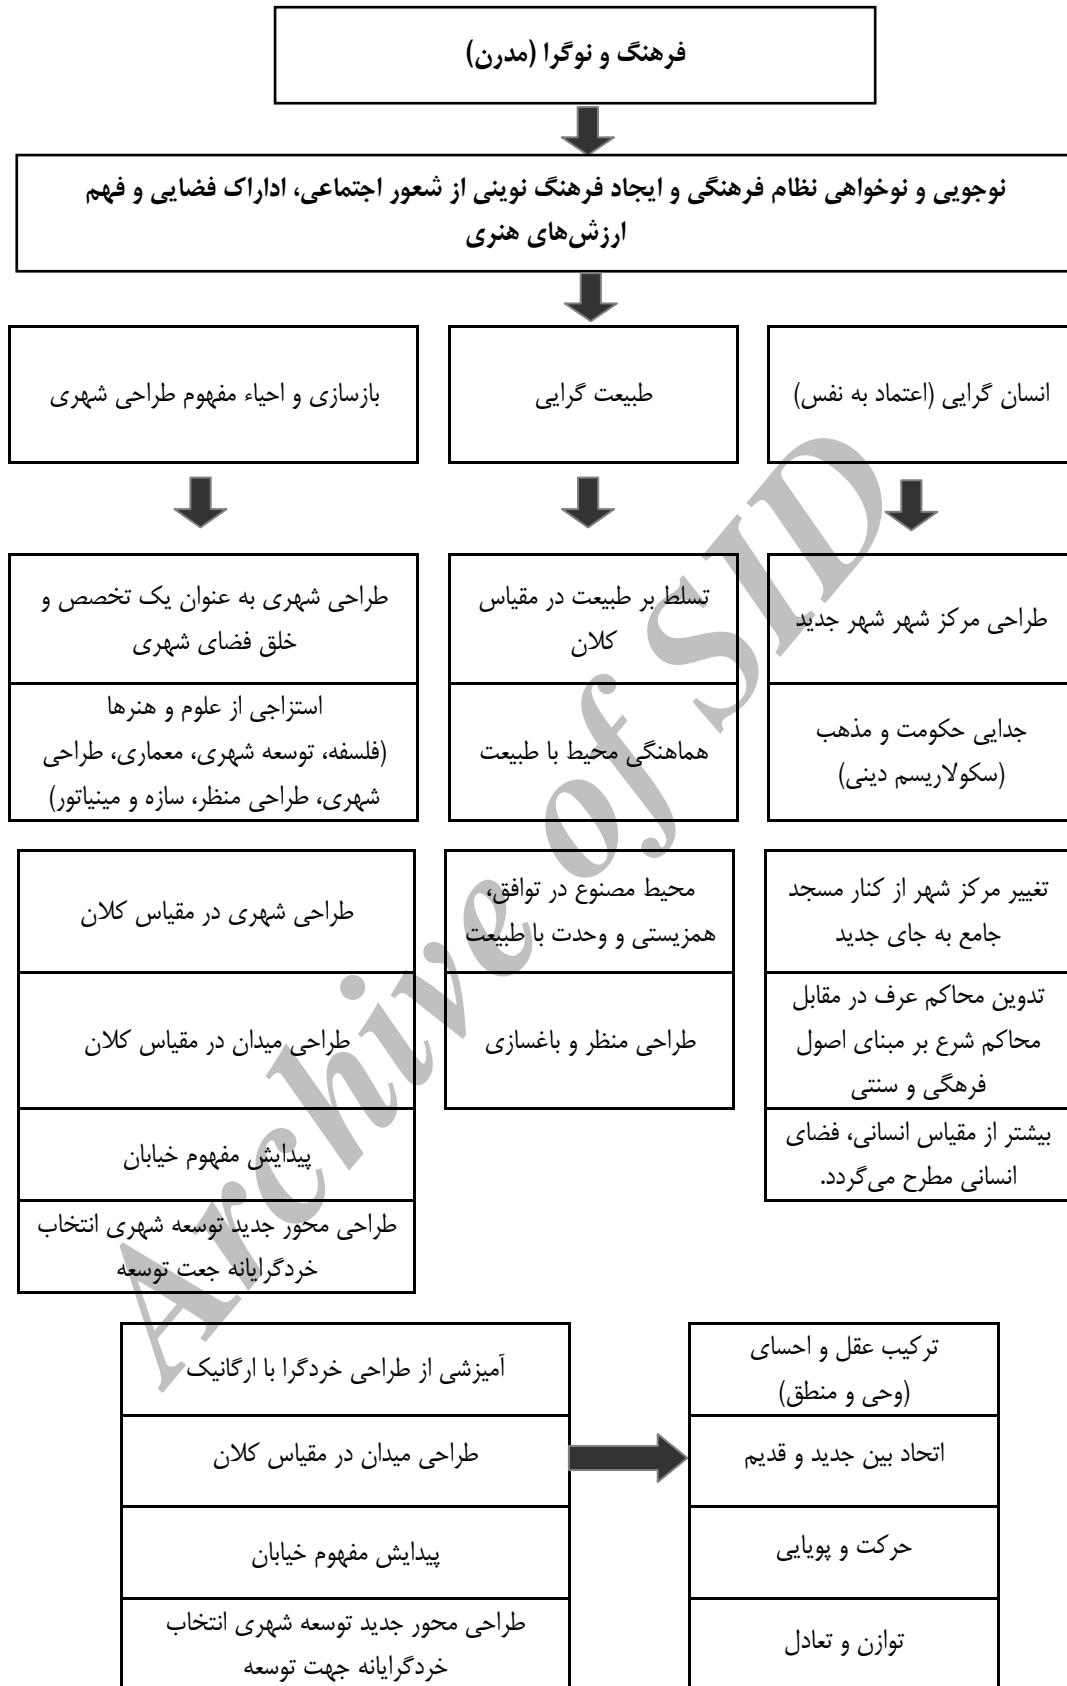 فرهنگ و نوگرا (مدرن)
نوجویی و نوخواهی نظام فرهنگی و ایجاد فرهنگ نوینی از شعور اجتماعی، اداراک فضایی و فهم
ارزش‌های هنری
انسان گرایی (اعتماد به نفس)
طبیعت گرایی
بازسازی و احیاء مفهوم طراحی شهری
طراحی مرکز شهر شهر جدید
جدایی حکومت و مذهب
(سکولاریسم دینی)
تسلط بر طبیعت در مقیاس
کلان
هماهنگی محیط با طبیعت
طراحی شهری به عنوان یک تخصص و
خلق فضای شهری
استزاجی از علوم و هنرها
(فلسفه، توسعه شهری، معماری، طراحی
شهری، طراحی منظر، سازه و مینیاتور)
تغییر مرکز شهر از کنار مسجد
جامع به جای جدید
تدوین محاکم عرف در مقابل
محاکم شرع بر مبنای اصول
فرهگی و سنتی
بیشتر از مقیاس انسانی، فضای
انسانی مطرح می‌گردد.
محیط مصنوع در توافق،
همزیستی و وحدت با طبیعت
طراحی منظر و باغسازی
طراحی شهری در مقیاس کلان
طراحی میدان در مقیاس کلان
پیدایش مفهوم خیابان
طراحی محور جدید توسعه شهری انتخاب
خردگرایانه جعت توسعه
ترکیب عقل و احسای
(وحی و منطق)
اتحاد بین جدید و قدیم
حرکت و پویایی
توازن و تعادل
آمیزشی از طراحی خردگرا با ارگانیک
طراحی میدان در مقیاس کلان
پیدایش مفهوم خیابان
طراحی محور جدید توسعه شهری انتخاب
خردگرایانه جهت توسعه
Archive of SID